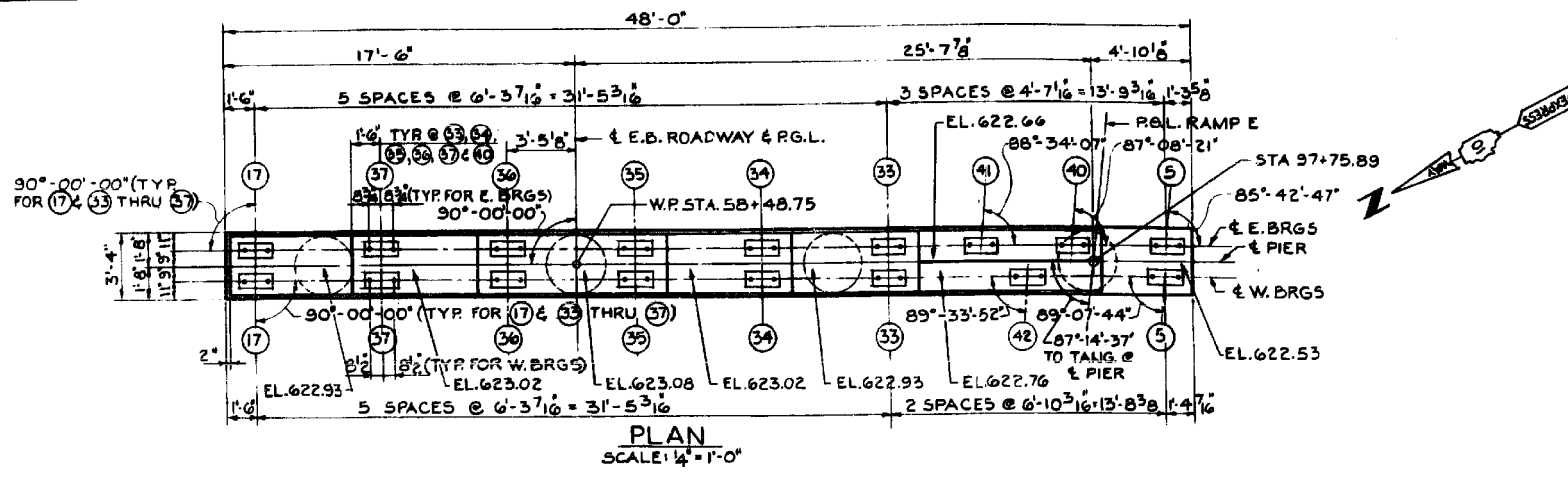 48'-0"
17'-6" 25'-7⅞" 4'-10⅛"
1'-6" 5 SPACES @ 6'-3 7/16" = 31'-5 3/16" 3 SPACES @ 4'-7 1/16" = 13'-9 3/16" 1'-3⅝"
1'-6" TYP. @ 33, 34,
35, 36, 37 & 40
3'-5⅛"
℄ E.B. ROADWAY & P.G.L.
EL. 622.66
P.G.L. RAMP E
88°-34'-07"
87°-08'-21"
STA 97+75.89
EXPRESS
17 37 36 35 34 33 41 40 5
90°-00'-00" (TYP.
FOR 17 & 33 THRU 37)
8¾" 8¾" (TYP. FOR E. BRGS)
90°-00'-00"
W.P. STA. 58+48.75
85°-42'-47"
℄ E. BRGS
℄ PIER
℄ W. BRGS
3'-4"
1'-8" 1'-8"
11" 9" 9" 11"
90°-00'-00" (TYP. FOR 17 & 33 THRU 37)
89°-33'-52"
89°-07'-44"
87°-14'-37"
TO TANG. @
℄ PIER
17 37 36 35 34 33 42 5
2"
8½" 8½" (TYP. FOR W. BRGS)
EL. 622.93 EL. 623.02 EL. 623.08 EL. 623.02 EL. 622.93 EL. 622.76 EL. 622.53
1'-6" 5 SPACES @ 6'-3 7/16" = 31'-5 3/16" 2 SPACES @ 6'-10 3/16" = 13'-8⅜ 1'-4 7/16"
PLAN
SCALE: ¼" = 1'-0"